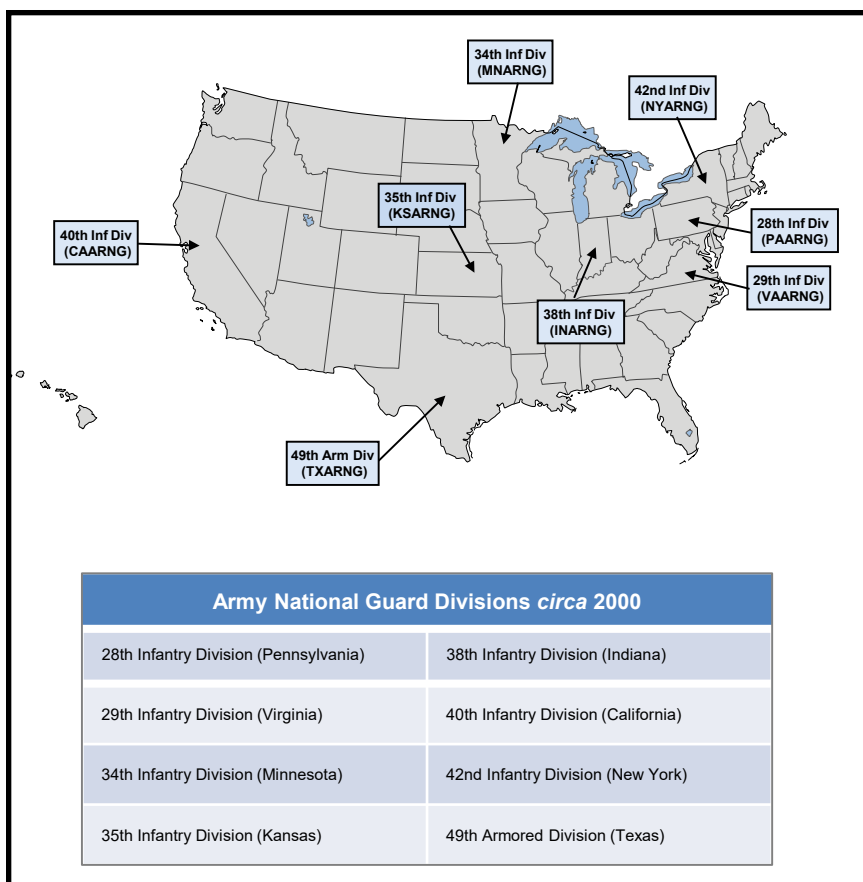 34th Inf Div
(MNARNG)
42nd Inf Div
(NYARNG)
35th Inf Div
(KSARNG)
40th Inf Div
(CAARNG)
28th Inf Div
(PAARNG)
29th Inf Div
(VAARNG)
38th Inf Div
(INARNG)
49th Arm Div
(TXARNG)
Army National Guard Divisions circa 2000
28th Infantry Division (Pennsylvania)
38th Infantry Division (Indiana)
29th Infantry Division (Virginia)
40th Infantry Division (California)
34th Infantry Division (Minnesota)
42nd Infantry Division (New York)
35th Infantry Division (Kansas)
49th Armored Division (Texas)